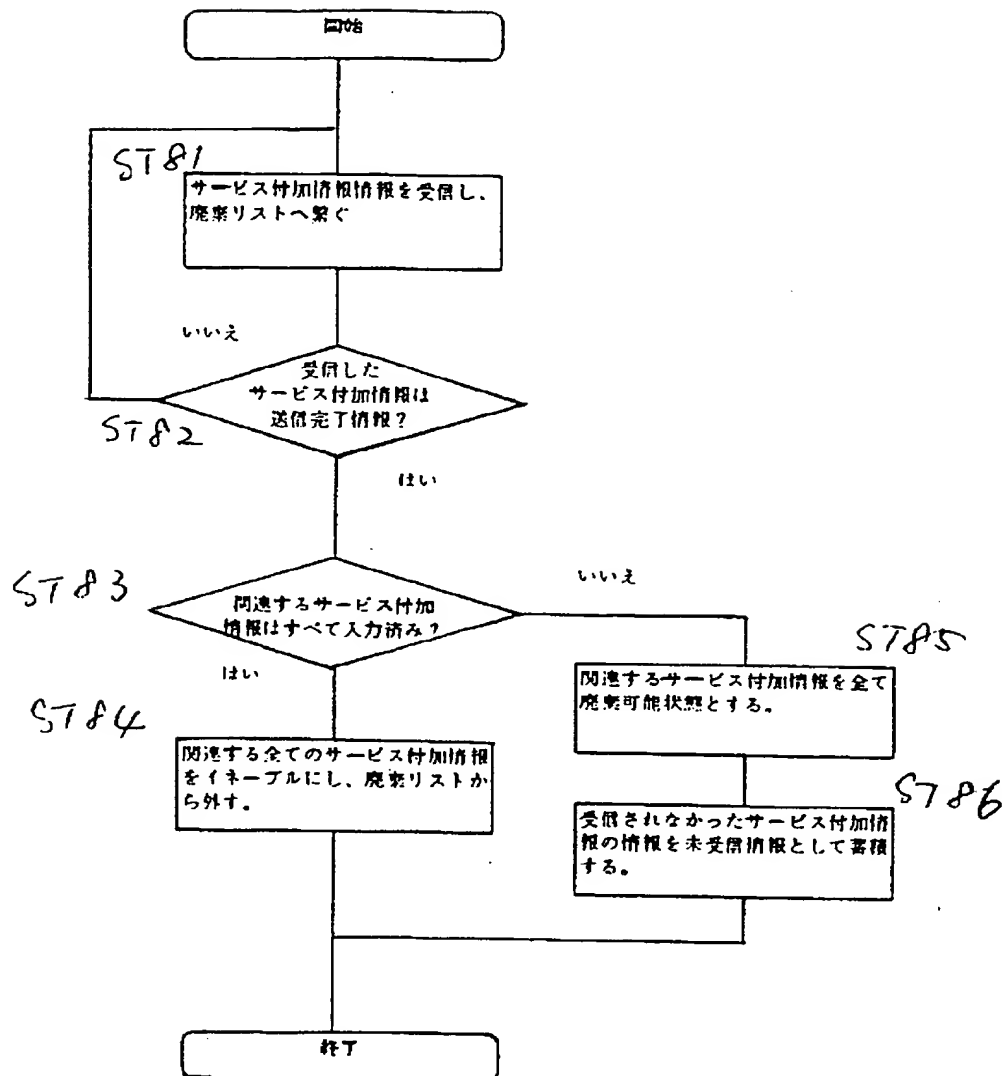 開始
ST81
サービス付加情報情報を受信し、
廃棄リストへ繋ぐ
いいえ
受信した
サービス付加情報は
送信完了情報？
ST82
はい
ST83
いいえ
関連するサービス付加
情報はすべて入力済み？
はい
ST85
関連するサービス付加情報を全て
廃棄可能状態とする。
ST84
関連する全てのサービス付加情報
をイネーブルにし、廃棄リストか
ら外す。
ST86
受信されなかったサービス付加情
報の情報を未受信情報として蓄積
する。
終了